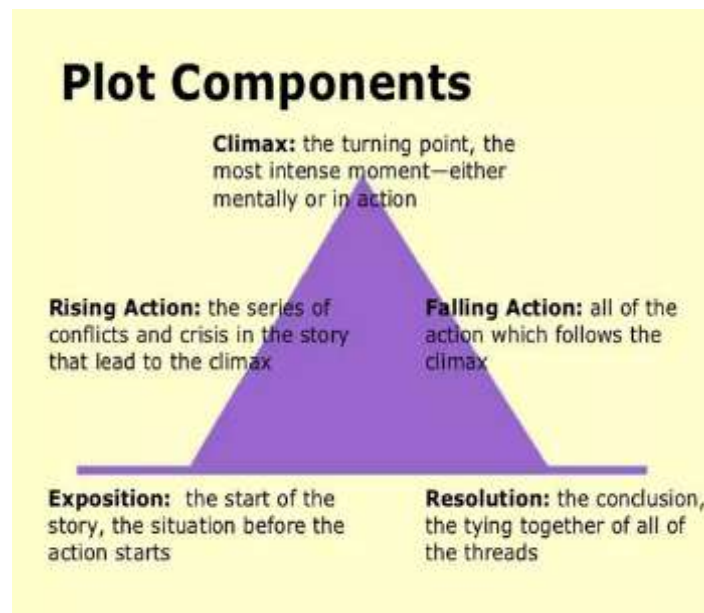 Plot Components
Climax: the turning point, the
most intense moment—either
mentally or in action
Rising Action: the series of
conflicts and crisis in the story
that lead to the climax
Falling Action: all of the
action which follows the
climax
Exposition:  the start of the
story, the situation before the
action starts
Resolution: the conclusion,
the tying together of all of
the threads